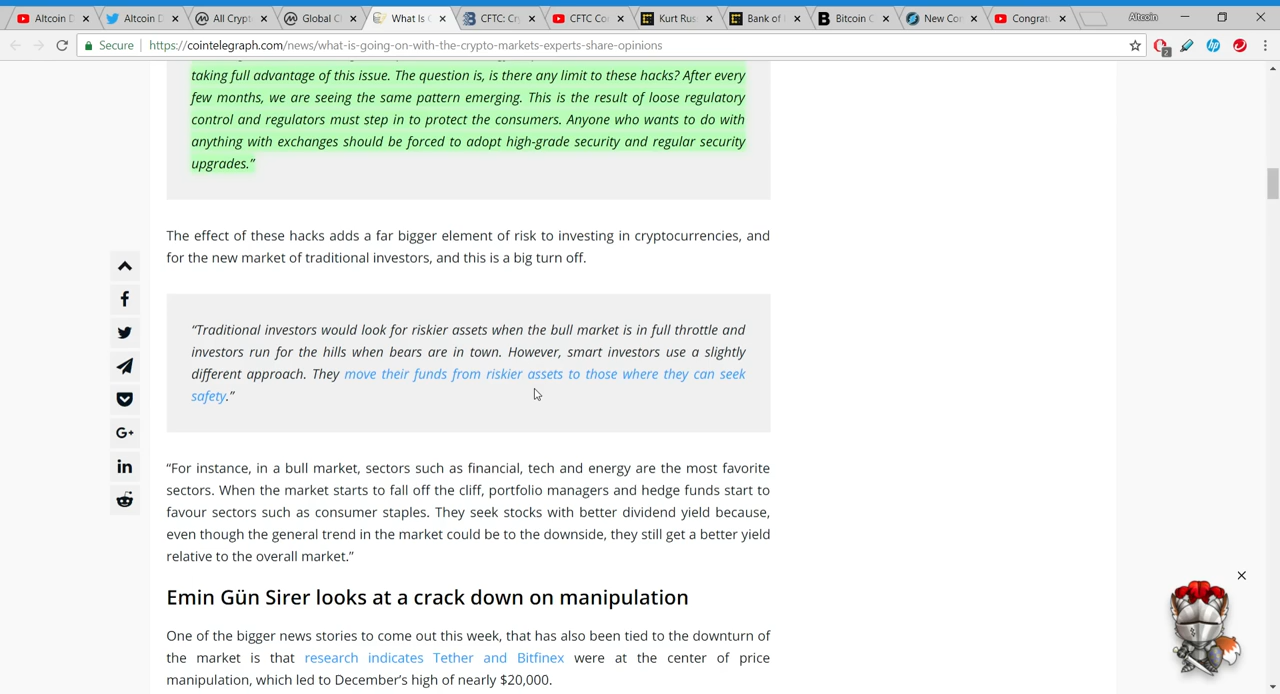 Altcoin D
Altcoin D
All Crypt
Global C
What Is
CFTC: Cr
CFTC Co
Kurt Rus
Bank of
Bitcoin
New Con
Congrat
Altcoin
Secure
https://cointelegraph.com/news/what-is-going-on-with-the-crypto-markets-experts-share-opinions
2
taking full advantage of this issue. The question is, is there any limit to these hacks? After every
few months, we are seeing the same pattern emerging. This is the result of loose regulatory
control and regulators must step in to protect the consumers. Anyone who wants to do with
anything with exchanges should be forced to adopt high-grade security and regular security
upgrades.”
The effect of these hacks adds a far bigger element of risk to investing in cryptocurrencies, and
for the new market of traditional investors, and this is a big turn off.
“Traditional investors would look for riskier assets when the bull market is in full throttle and
investors run for the hills when bears are in town. However, smart investors use a slightly
different approach. They move their funds from riskier assets to those where they can seek
safety.”
“For instance, in a bull market, sectors such as financial, tech and energy are the most favorite
sectors. When the market starts to fall off the cliff, portfolio managers and hedge funds start to
favour sectors such as consumer staples. They seek stocks with better dividend yield because,
even though the general trend in the market could be to the downside, they still get a better yield
relative to the overall market.”
Emin Gün Sirer looks at a crack down on manipulation
One of the bigger news stories to come out this week, that has also been tied to the downturn of
the market is that research indicates Tether and Bitfinex were at the center of price
manipulation, which led to December’s high of nearly $20,000.